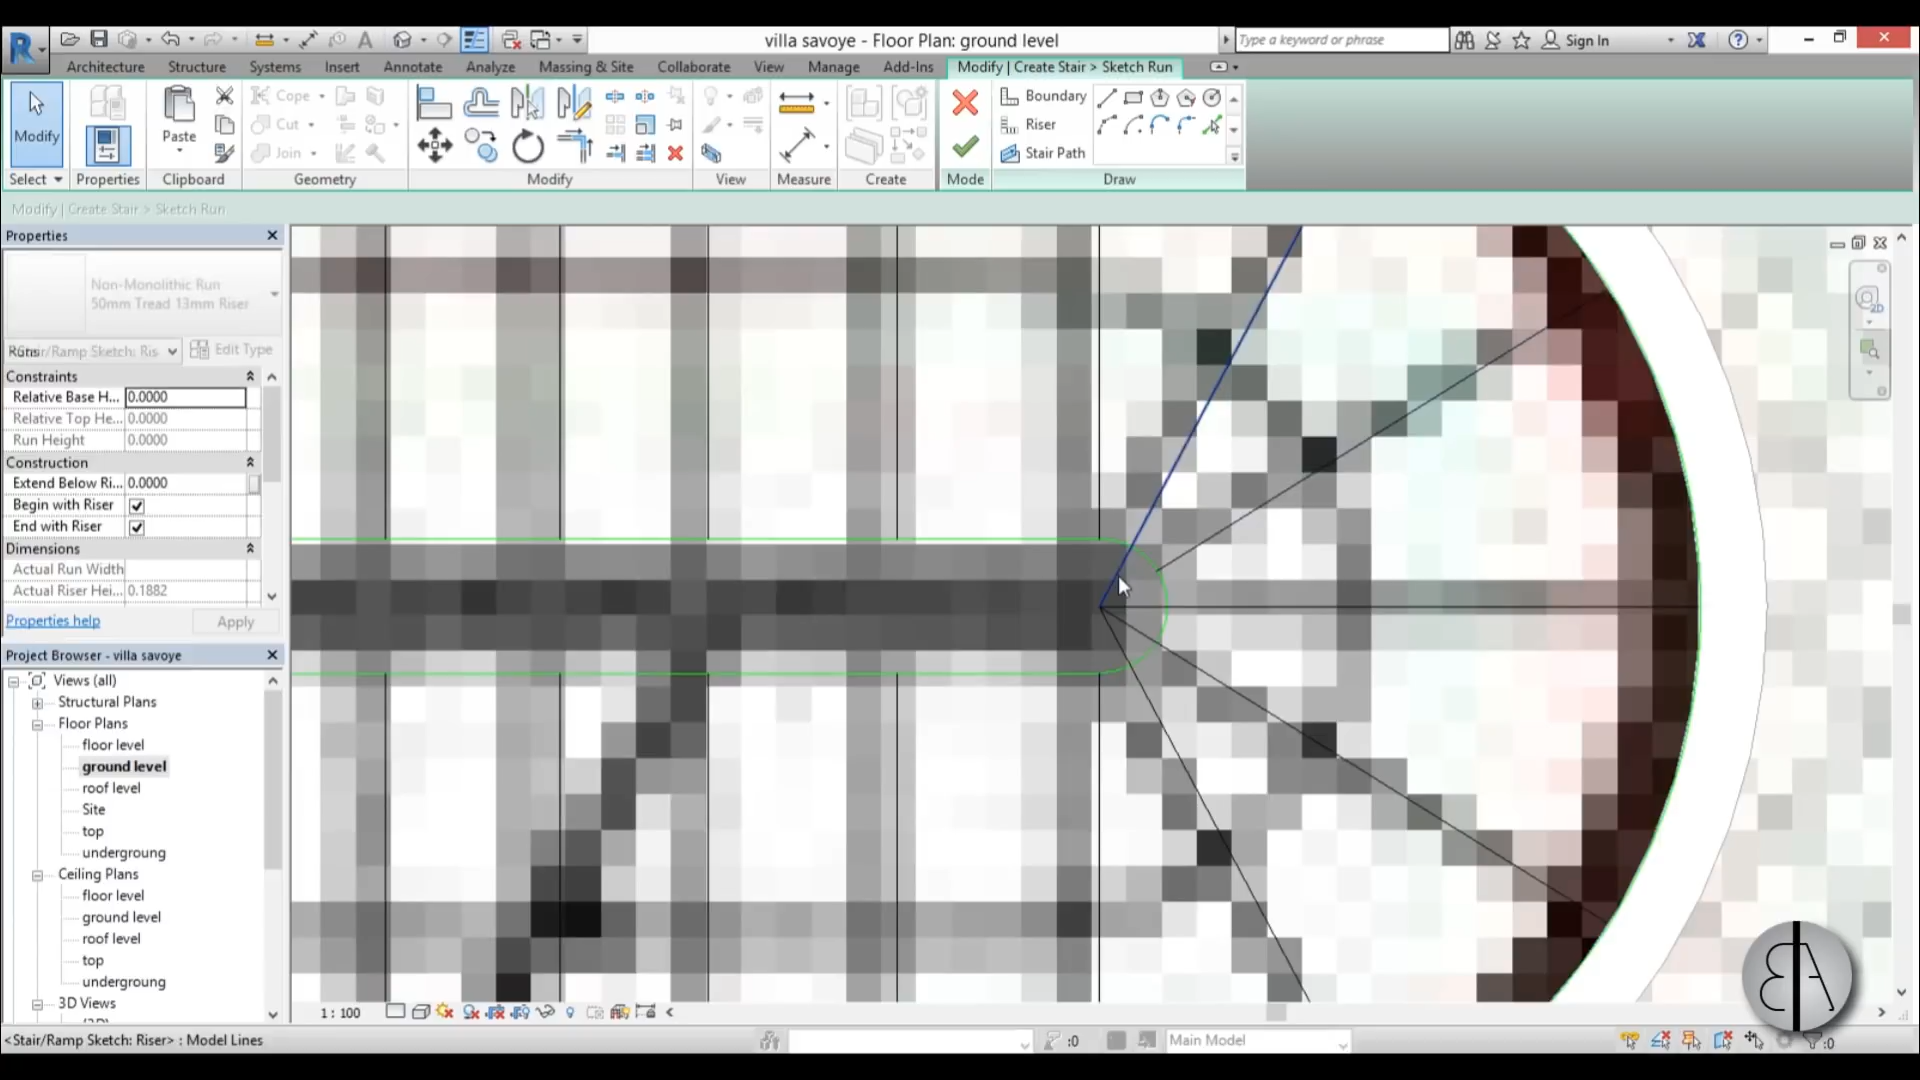 villa savoye - Floor Plan: ground level
Type a keyword or phrase
Sign In
Architecture Structure Systems Insert Annotate Analyze Massing & Site Collaborate View Manage Add-Ins Modify | Create Stair > Sketch Run
Modify
Paste
Cope
Cut
Join
Boundary
Riser
Stair Path
Select Properties Clipboard Geometry Modify View Measure Create Mode Draw
Modify | Create Stair > Sketch Run
Properties
Non-Monolithic Run
50mm Tread 13mm Riser
Edit Type
Constraints
Relative Base H... 0.0000
Relative Top He... 0.0000
Run Height 0.0000
Construction
Extend Below Ri... 0.0000
Begin with Riser
End with Riser
Dimensions
Actual Run Width
Actual Riser Hei... 0.1882
Properties help Apply
Project Browser - villa savoye
Views (all)
Structural Plans
Floor Plans
floor level
ground level
roof level
Site
top
undergroung
Ceiling Plans
floor level
ground level
roof level
top
undergroung
3D Views
2D
1 : 100
<Stair/Ramp Sketch: Riser> : Model Lines
:0
Main Model
:0